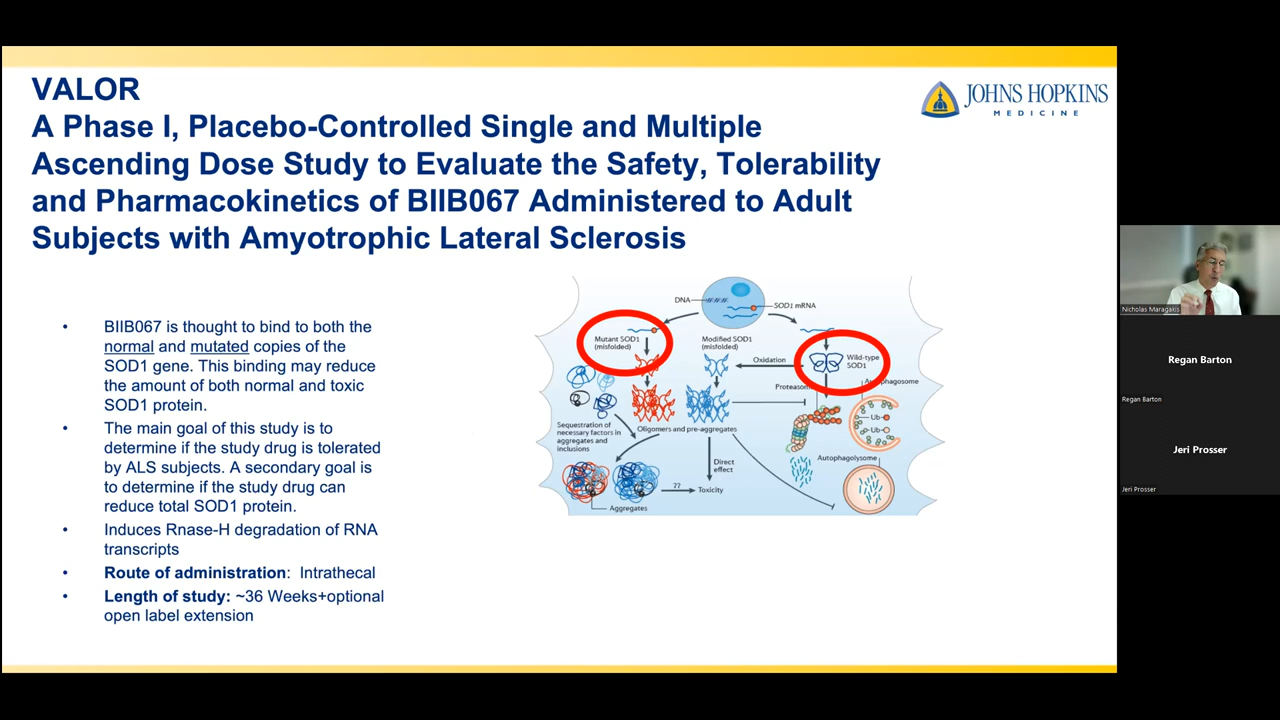 VALOR
A Phase I, Placebo-Controlled Single and Multiple
Ascending Dose Study to Evaluate the Safety, Tolerability
and Pharmacokinetics of BIIB067 Administered to Adult
Subjects with Amyotrophic Lateral Sclerosis
JOHNS HOPKINS
MEDICINE
• BIIB067 is thought to bind to both the
normal and mutated copies of the
SOD1 gene. This binding may reduce
the amount of both normal and toxic
SOD1 protein.
• The main goal of this study is to
determine if the study drug is tolerated
by ALS subjects. A secondary goal is
to determine if the study drug can
reduce total SOD1 protein.
• Induces Rnase-H degradation of RNA
transcripts
• Route of administration: Intrathecal
• Length of study: ~36 Weeks+optional
open label extension
DNA
SOD1 mRNA
Mutant SOD1
(misfolded)
Modified SOD1
(misfolded)
Oxidation
Wild-type
SOD1
Proteasom
Autophagosome
Ub
Ub
Sequestration of
necessary factors in
aggregates and
inclusions
Oligomers and pre-aggregates
Direct
effect
Autophagolysome
??
Toxicity
Aggregates
Nicholas Maragakis
Regan Barton
Regan Barton
Jeri Prosser
Jeri Prosser